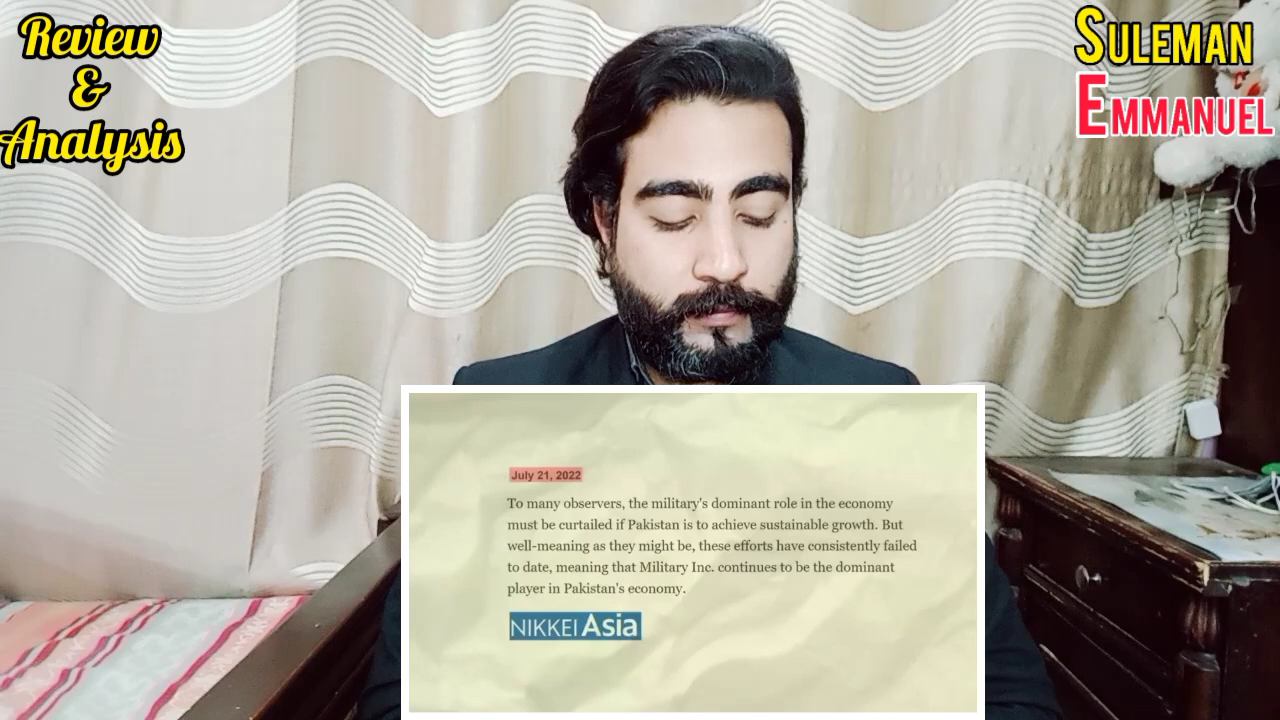 Review
&
Analysis
SULEMAN
EMMANUEL
July 21, 2022
To many observers, the military's dominant role in the economy
must be curtailed if Pakistan is to achieve sustainable growth. But
well-meaning as they might be, these efforts have consistently failed
to date, meaning that Military Inc. continues to be the dominant
player in Pakistan's economy.
NIKKEI Asia